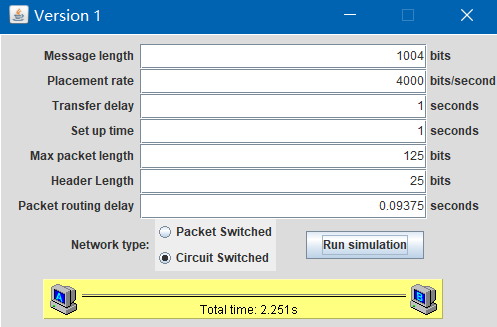 Version 1
Message length 1004 bits
Placement rate 4000 bits/second
Transfer delay 1 seconds
Set up time 1 seconds
Max packet length 125 bits
Header Length 25 bits
Packet routing delay 0.09375 seconds
Network type: Packet Switched
Circuit Switched
Run simulation
A B
Total time: 2.251s